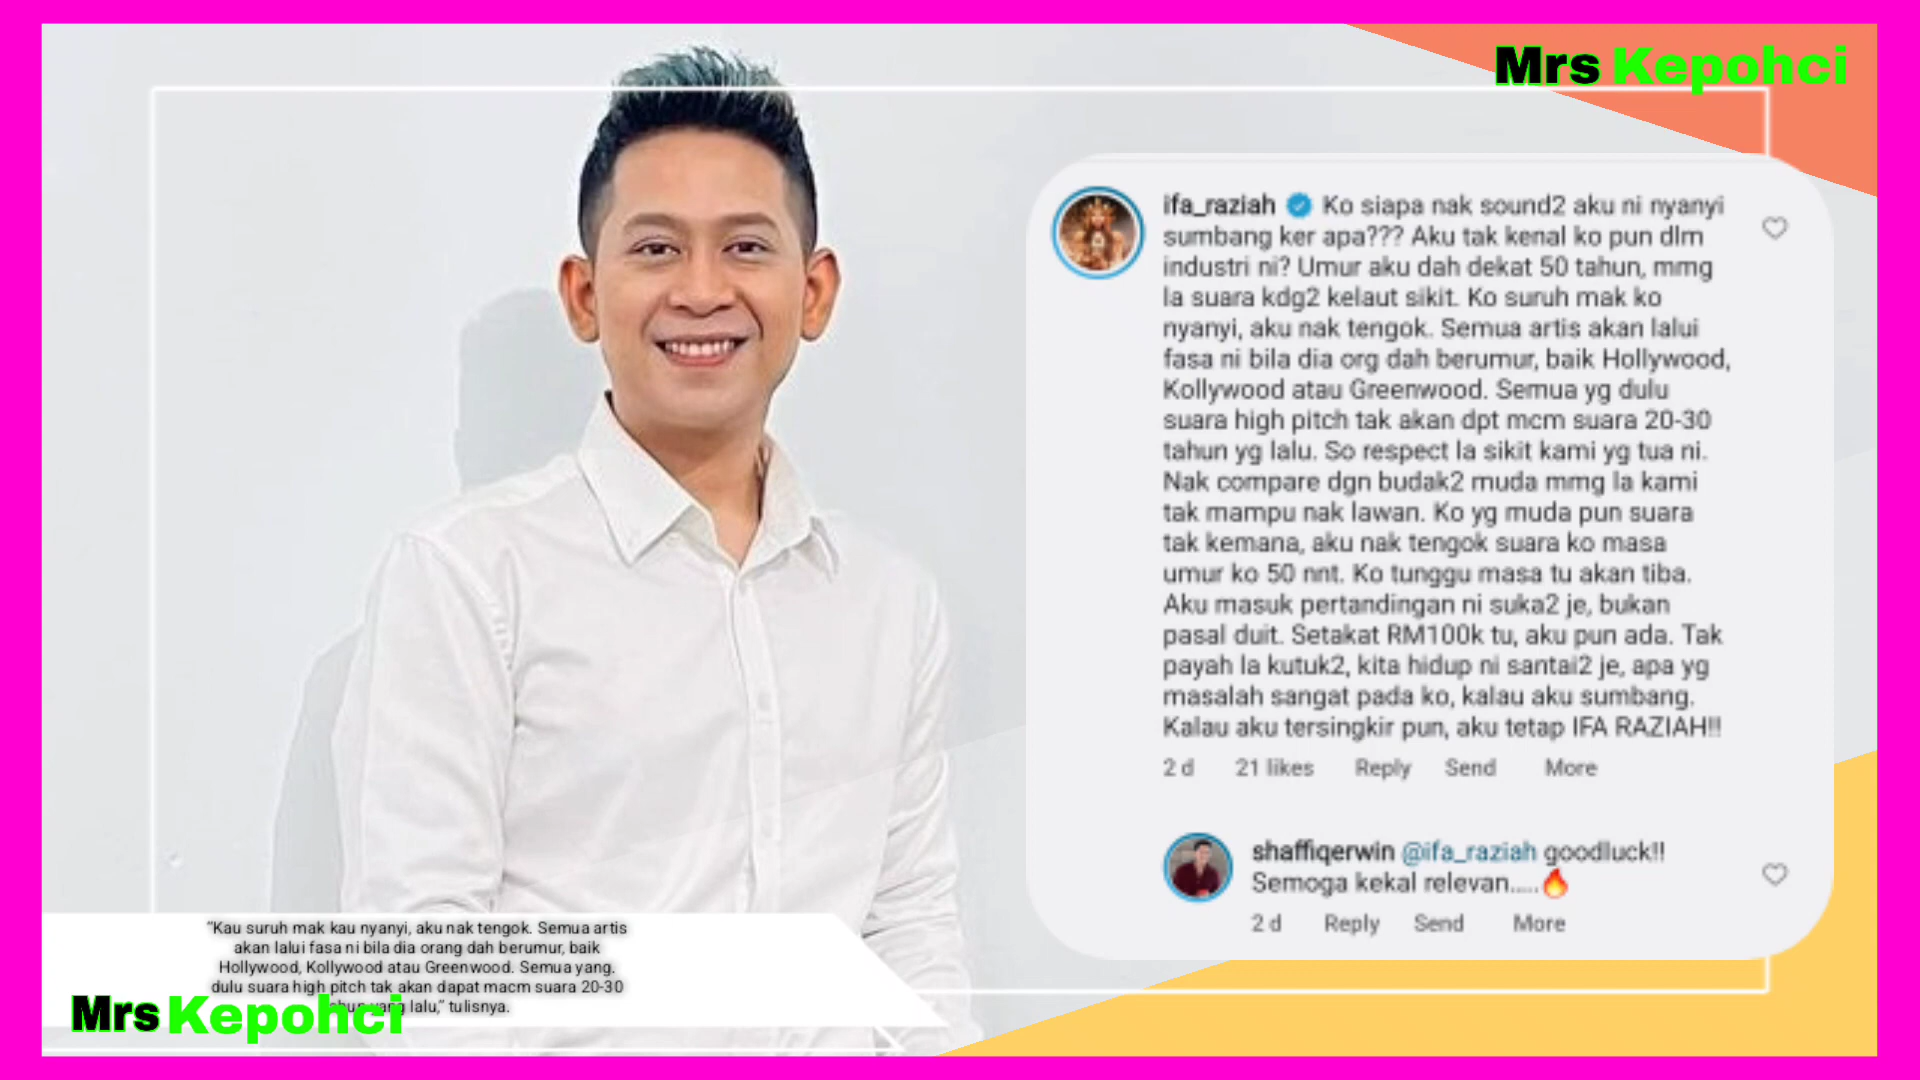 Mrs Kepohci
ifa_raziah Ko siapa nak sound2 aku ni nyanyi
sumbang ker apa??? Aku tak kenal ko pun dlm
industri ni? Umur aku dah dekat 50 tahun, mmg
la suara kdg2 kelaut sikit. Ko suruh mak ko
nyanyi, aku nak tengok. Semua artis akan lalui
fasa ni bila dia org dah berumur, baik Hollywood,
Kollywood atau Greenwood. Semua yg dulu
suara high pitch tak akan dpt mcm suara 20-30
tahun yg lalu. So respect la sikit kami yg tua ni.
Nak compare dgn budak2 muda mmg la kami
tak mampu nak lawan. Ko yg muda pun suara
tak kemana, aku nak tengok suara ko masa
umur ko 50 nnt. Ko tunggu masa tu akan tiba.
Aku masuk pertandingan ni suka2 je, bukan
pasal duit. Setakat RM100k tu, aku pun ada. Tak
payah la kutuk2, kita hidup ni santai2 je, apa yg
masalah sangat pada ko, kalau aku sumbang.
Kalau aku tersingkir pun, aku tetap IFA RAZIAH!!
2 d 21 likes Reply Send More
shaffiqerwin @ifa_raziah goodluck!!
Semoga kekal relevan.....🔥
2 d Reply Send More
“Kau suruh mak kau nyanyi, aku nak tengok. Semua artis
akan lalui fasa ni bila dia orang dah berumur, baik
Hollywood, Kollywood atau Greenwood. Semua yang.
dulu suara high pitch tak akan dapat macm suara 20-30
lalu,” tulisnya.
Mrs Kepohci